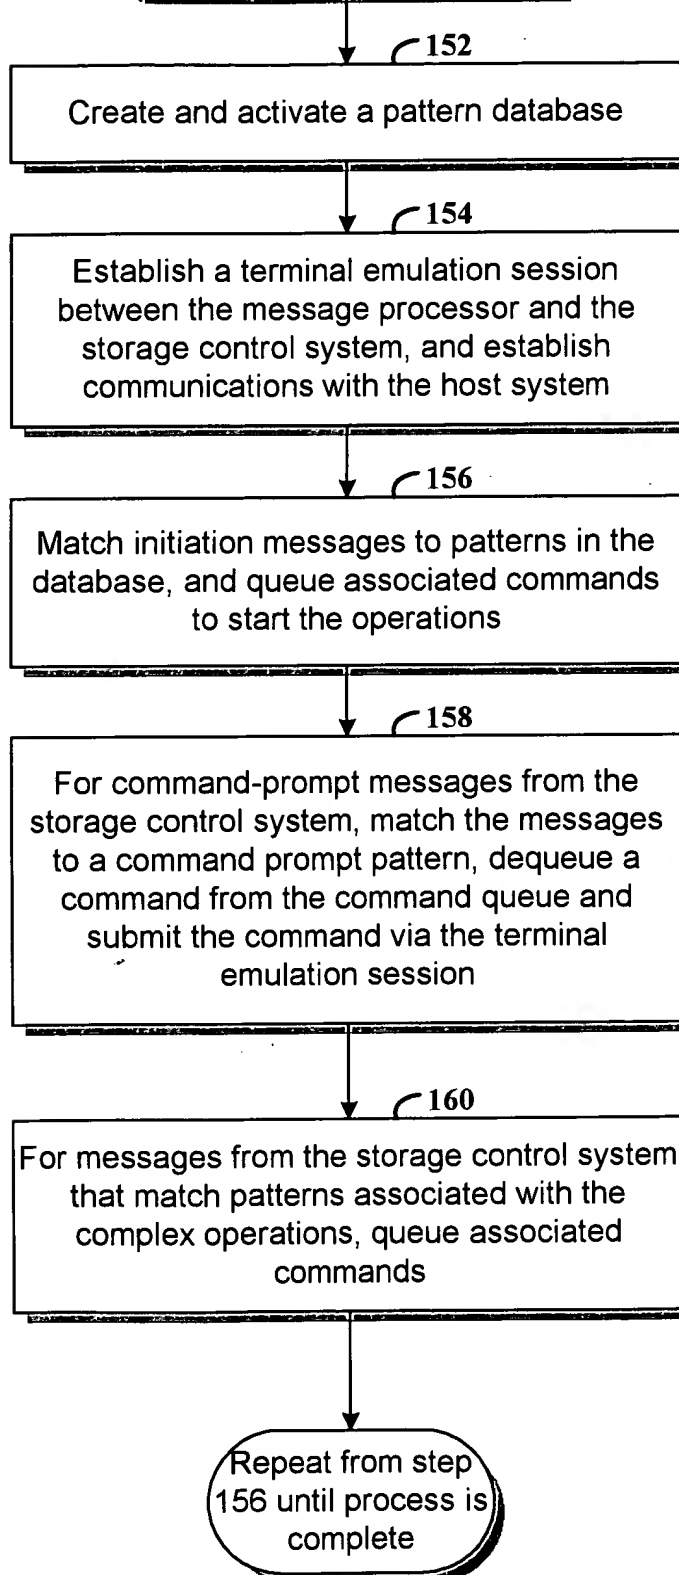 152
Create and activate a pattern database
154
Establish a terminal emulation session
between the message processor and the
storage control system, and establish
communications with the host system
156
Match initiation messages to patterns in the
database, and queue associated commands
to start the operations
158
For command-prompt messages from the
storage control system, match the messages
to a command prompt pattern, dequeue a
command from the command queue and
submit the command via the terminal
emulation session
160
For messages from the storage control system
that match patterns associated with the
complex operations, queue associated
commands
Repeat from step
156 until process is
complete